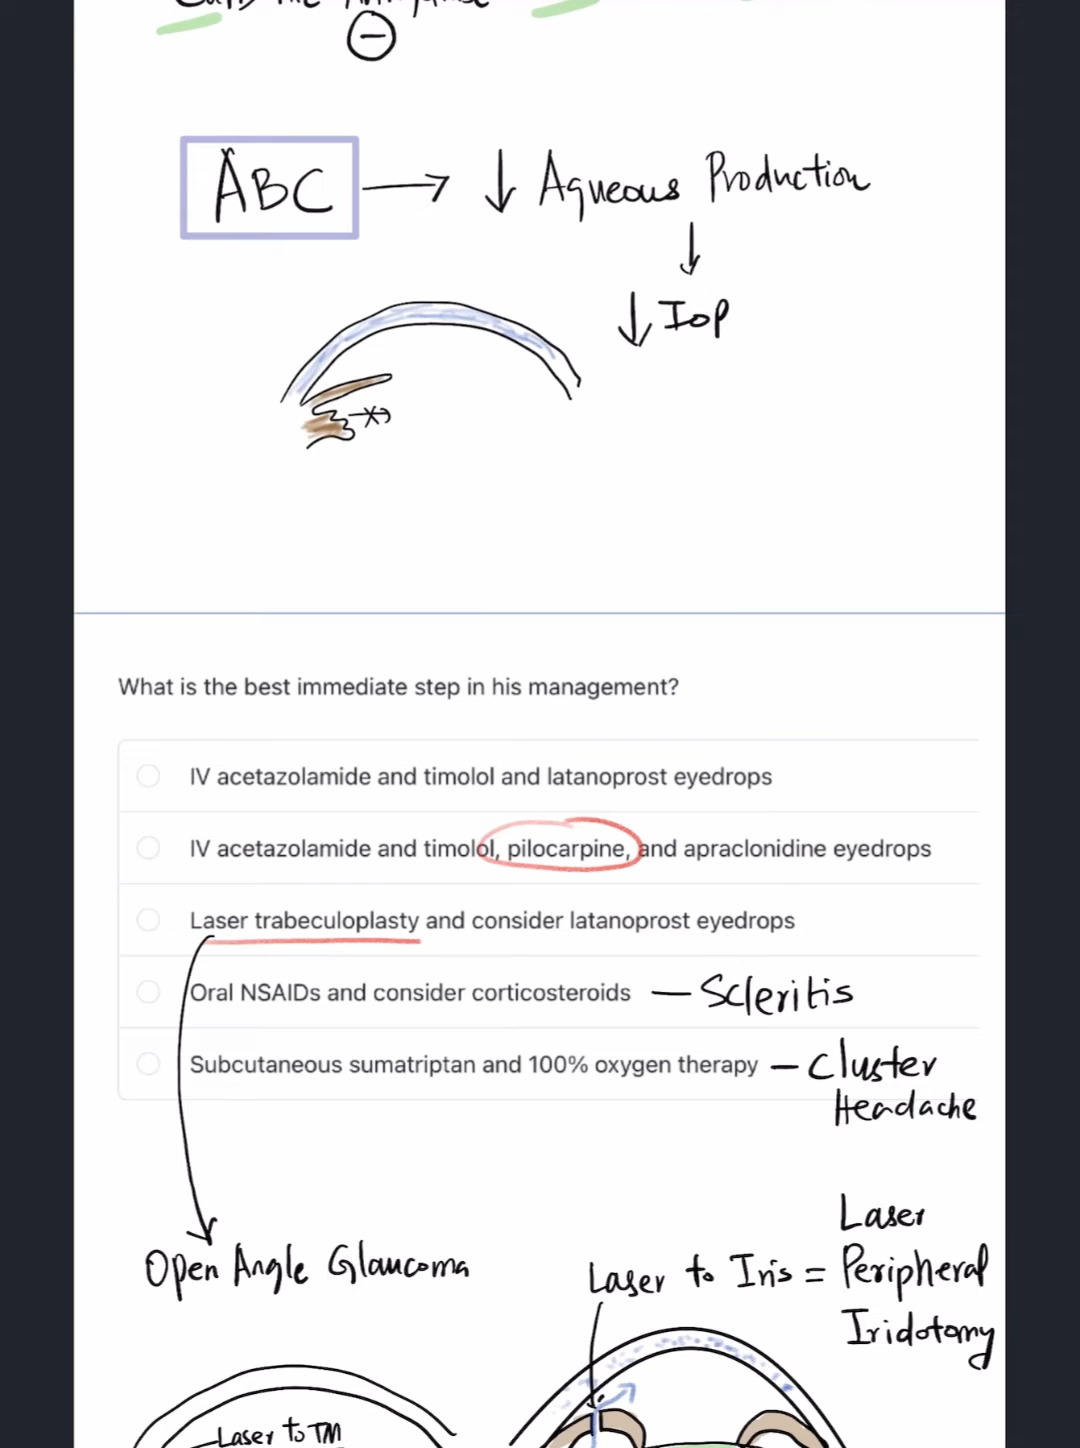 ABC → ↓ Aqueous Production
↓
↓ IOP
What is the best immediate step in his management?
IV acetazolamide and timolol and latanoprost eyedrops
IV acetazolamide and timolol, pilocarpine, and apraclonidine eyedrops
Laser trabeculoplasty and consider latanoprost eyedrops
Oral NSAIDs and consider corticosteroids — Scleritis
Subcutaneous sumatriptan and 100% oxygen therapy — Cluster
Headache
Open Angle Glaucoma
Laser to Iris = Laser
Peripheral
Iridotomy
Laser to TM